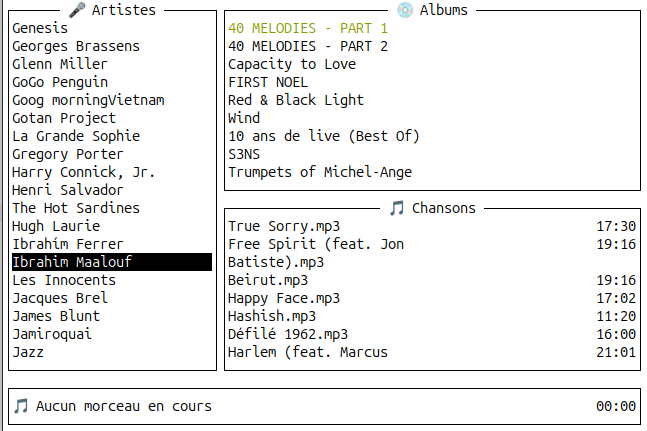 🎤 Artistes
Genesis
Georges Brassens
Glenn Miller
GoGo Penguin
Goog morningVietnam
Gotan Project
La Grande Sophie
Gregory Porter
Harry Connick, Jr.
Henri Salvador
The Hot Sardines
Hugh Laurie
Ibrahim Ferrer
Ibrahim Maalouf
Les Innocents
Jacques Brel
James Blunt
Jamiroquai
Jazz
💿 Albums
40 MELODIES - PART 1
40 MELODIES - PART 2
Capacity to Love
FIRST NOEL
Red & Black Light
Wind
10 ans de live (Best Of)
S3NS
Trumpets of Michel-Ange
🎵 Chansons
True Sorry.mp3 17:30
Free Spirit (feat. Jon 19:16
Batiste).mp3
Beirut.mp3 19:16
Happy Face.mp3 17:02
Hashish.mp3 11:20
Défilé 1962.mp3 16:00
Harlem (feat. Marcus 21:01
🎵 Aucun morceau en cours 00:00